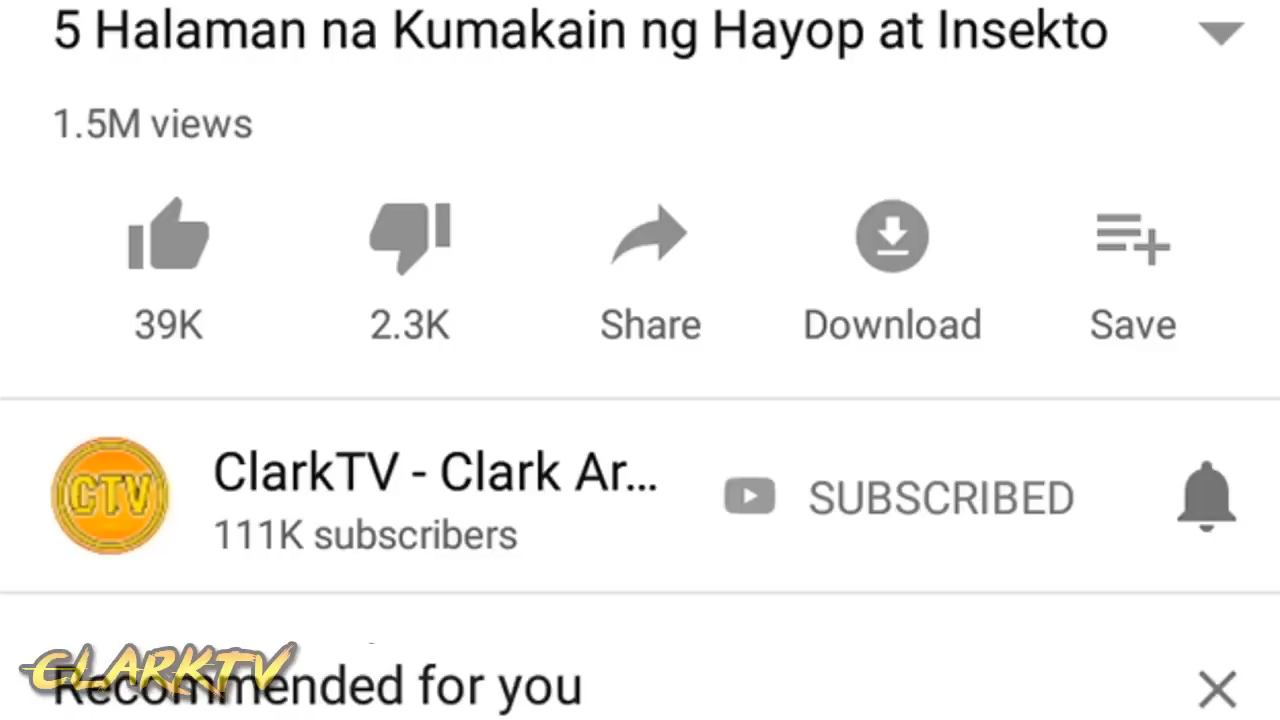 5 Halaman na Kumakain ng Hayop at Insekto
1.5M views
39K
2.3K
Share
Download
Save
CTV
ClarkTV - Clark Ar...
111K subscribers
SUBSCRIBED
CLARKTV
Recommended for you